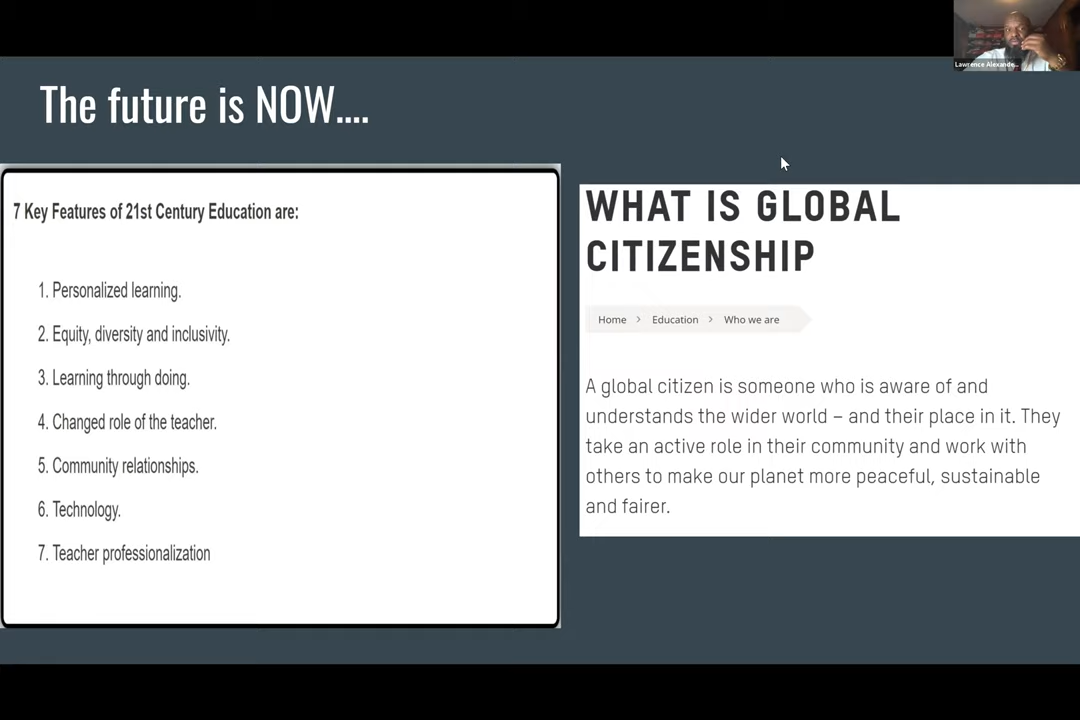 Lawrence Alexande...
The future is NOW....
7 Key Features of 21st Century Education are:
1. Personalized learning.
2. Equity, diversity and inclusivity.
3. Learning through doing.
4. Changed role of the teacher.
5. Community relationships.
6. Technology.
7. Teacher professionalization
WHAT IS GLOBAL
CITIZENSHIP
Home > Education > Who we are
A global citizen is someone who is aware of and
understands the wider world – and their place in it. They
take an active role in their community and work with
others to make our planet more peaceful, sustainable
and fairer.